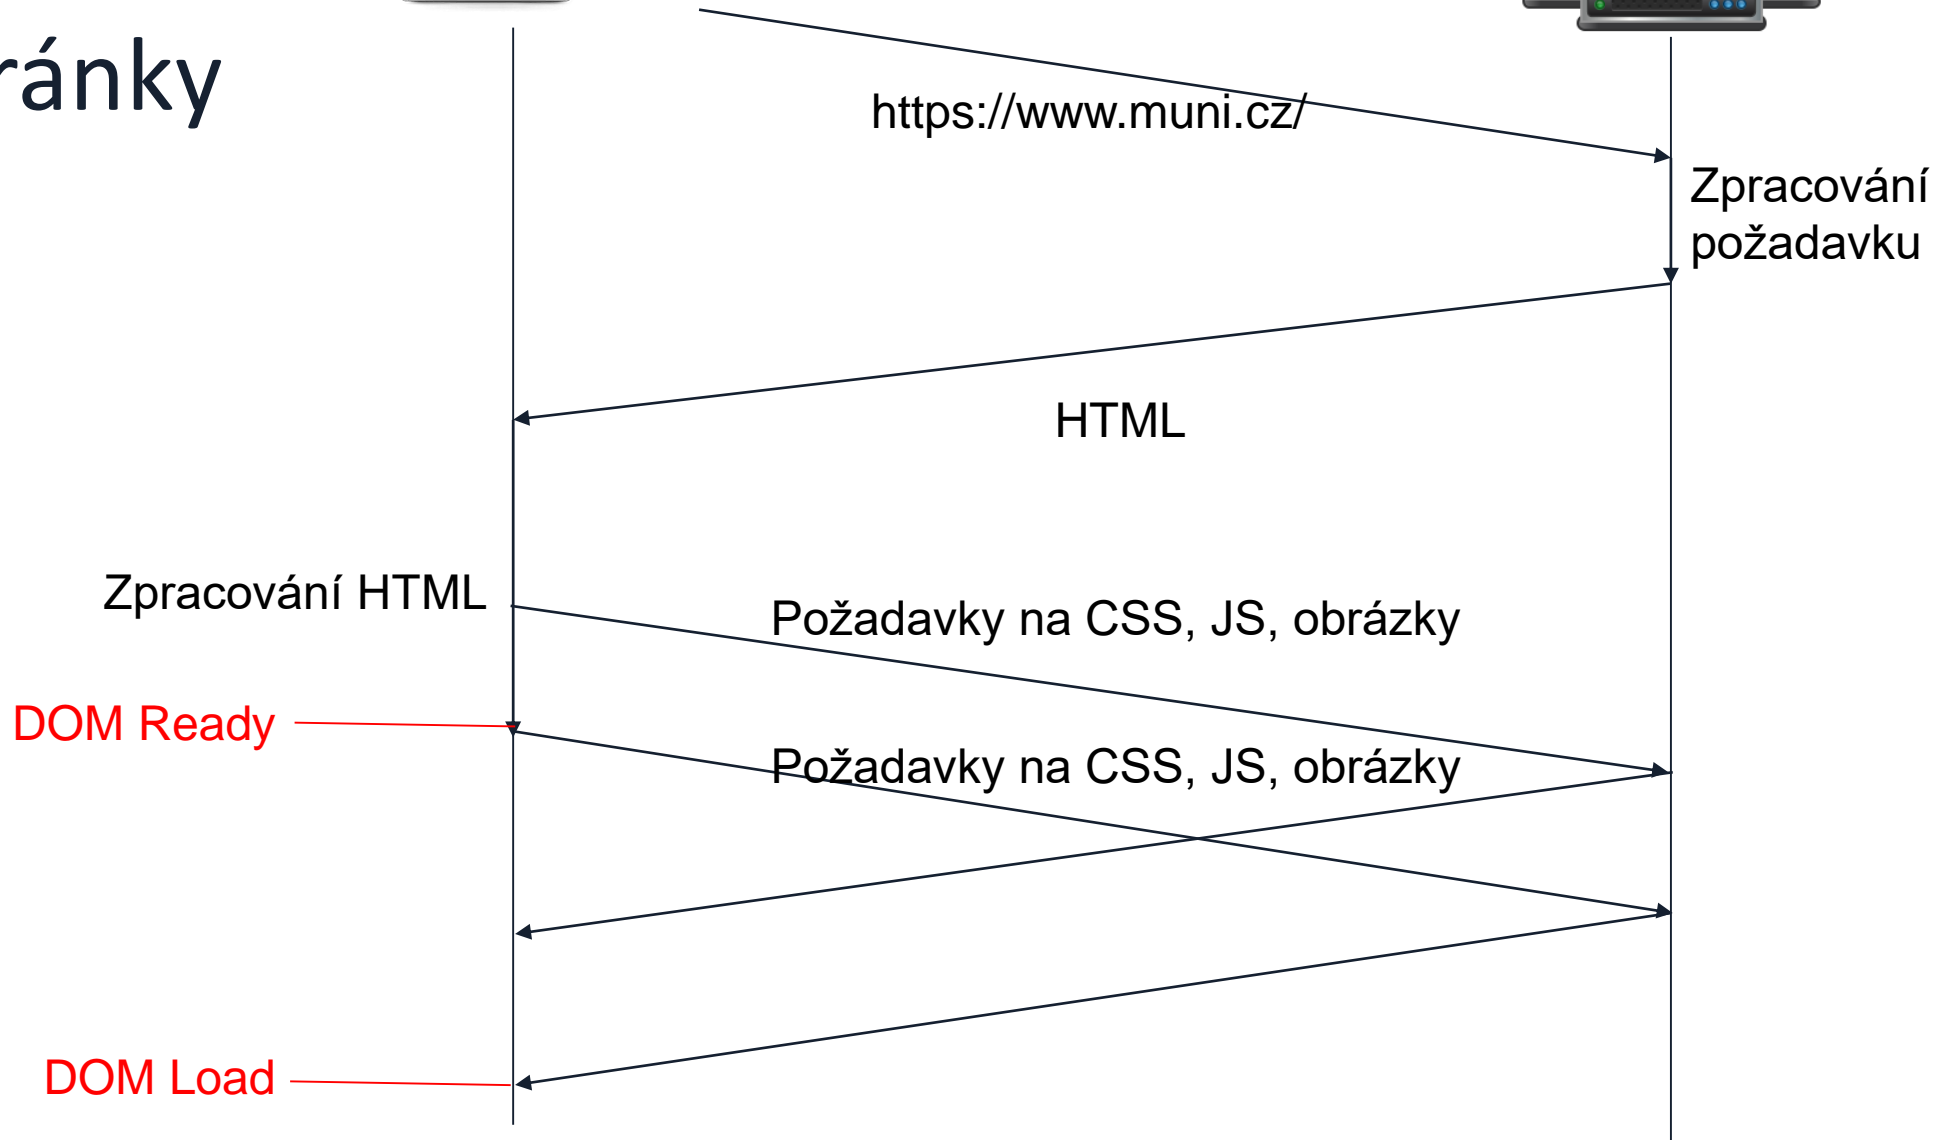 ránky
https://www.muni.cz/
Zpracování
požadavku
HTML
Zpracování HTML
Požadavky na CSS, JS, obrázky
DOM Ready
Požadavky na CSS, JS, obrázky
DOM Load